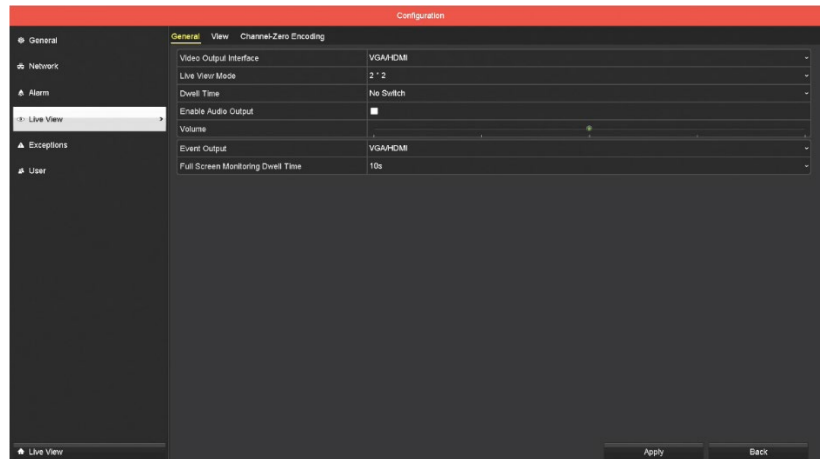 Configuration
General
Network
Alarm
Live View
Exceptions
User
Live View
General View Channel-Zero Encoding
Video Output Interface VGA/HDMI
Live View Mode 2 * 2
Dwell Time No Switch
Enable Audio Output
Volume
Event Output VGA/HDMI
Full Screen Monitoring Dwell Time 10s
Apply Back